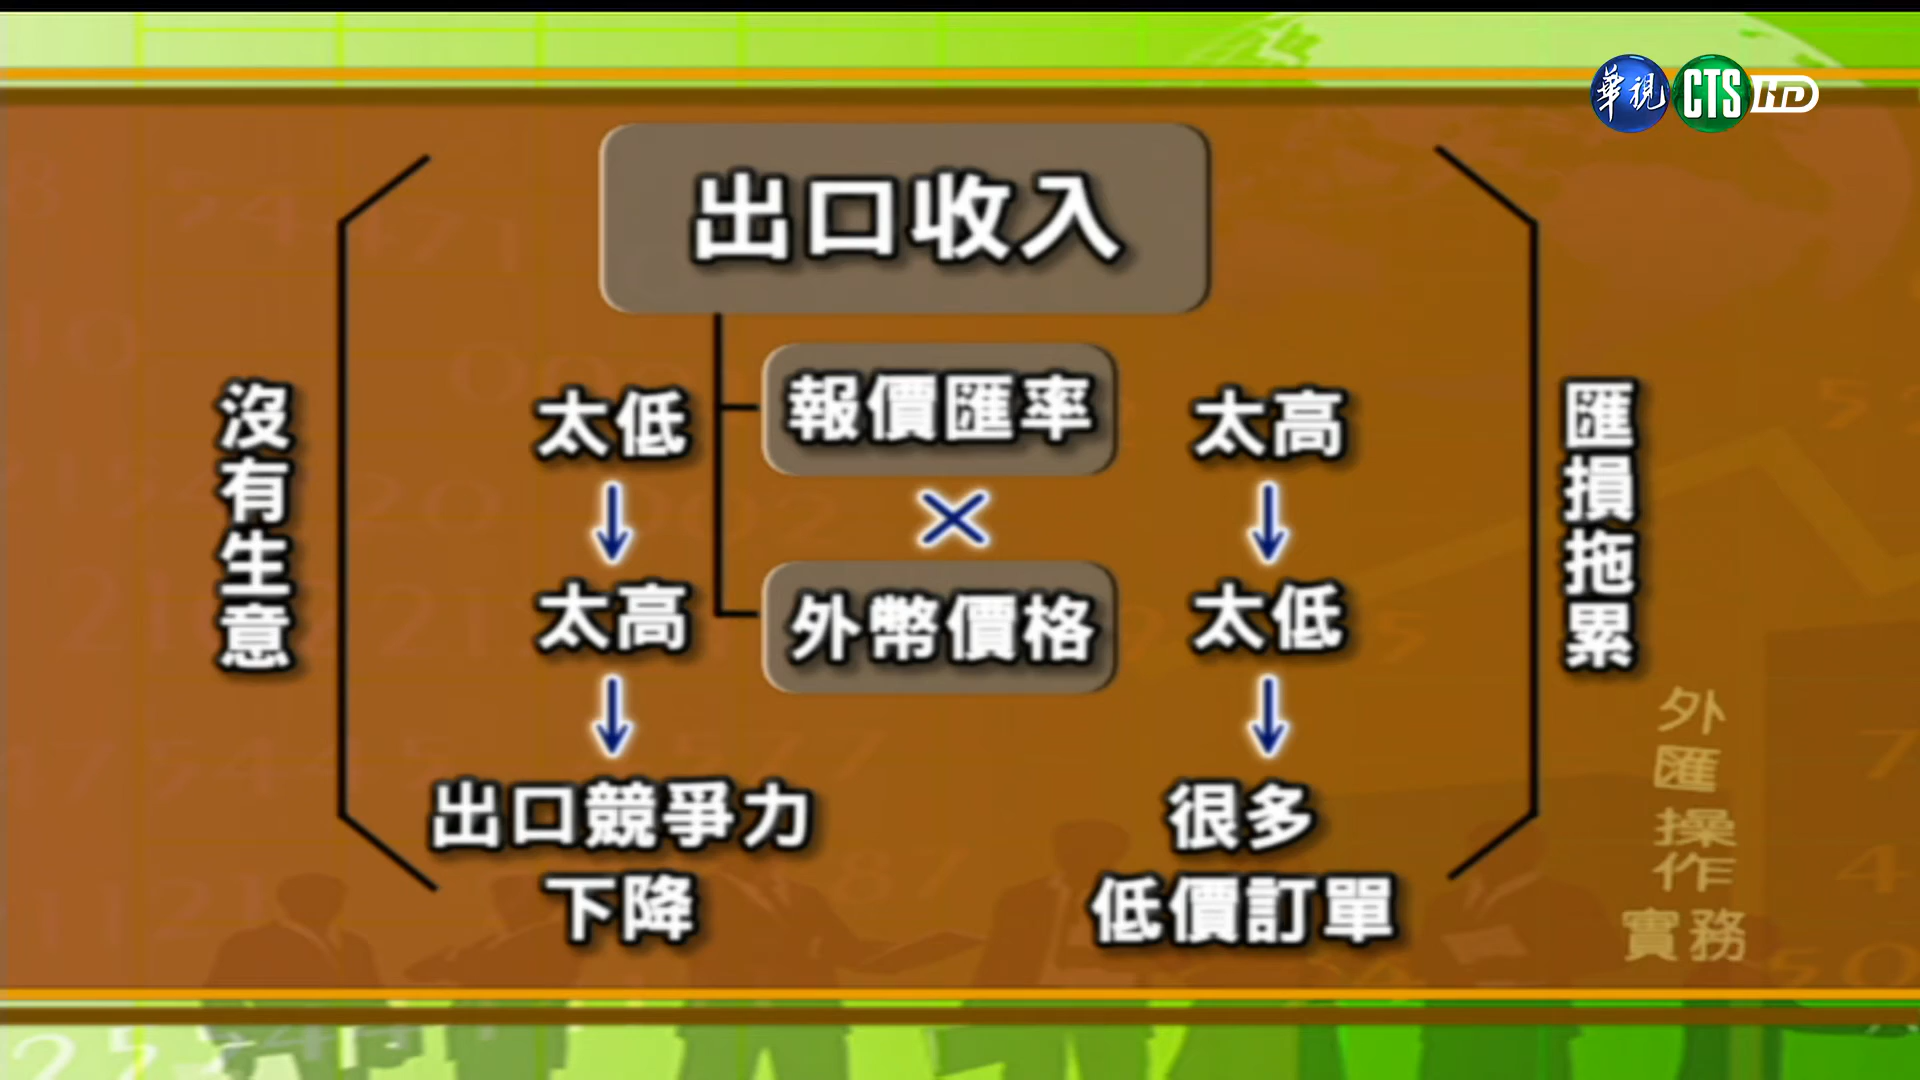 華視 CTS HD
出口收入
沒有生意
太低
報價匯率
太高
匯損拖累
×
太高
外幣價格
太低
出口競爭力
下降
很多
低價訂單
外匯操作
實務